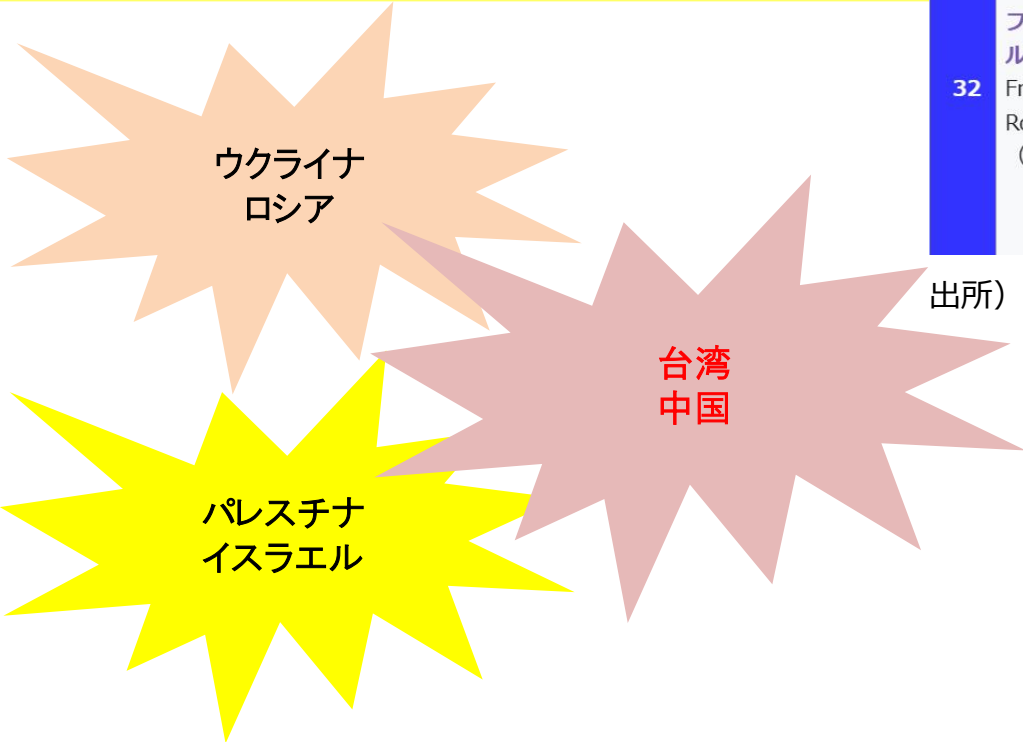 ウクライナ
ロシア
台湾
中国
パレスチナ
イスラエル
32
出所）